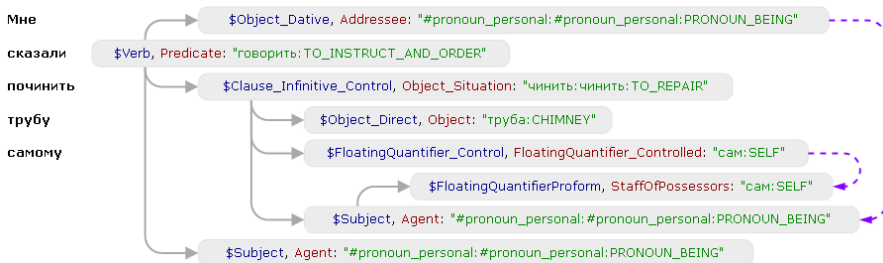 Мне $Object_Dative, Addressee: "#pronoun_personal:#pronoun_personal:PRONOUN_BEING"
сказали $Verb, Predicate: "говорить:TO_INSTRUCT_AND_ORDER"
починить $Clause_Infinitive_Control, Object_Situation: "чинить:чинить:TO_REPAIR"
трубу $Object_Direct, Object: "труба:CHIMNEY"
самому $FloatingQuantifier_Control, FloatingQuantifier_Controlled: "сам:SELF"
$FloatingQuantifierProform, StaffOfPossessors: "сам:SELF"
$Subject, Agent: "#pronoun_personal:#pronoun_personal:PRONOUN_BEING"
$Subject, Agent: "#pronoun_personal:#pronoun_personal:PRONOUN_BEING"